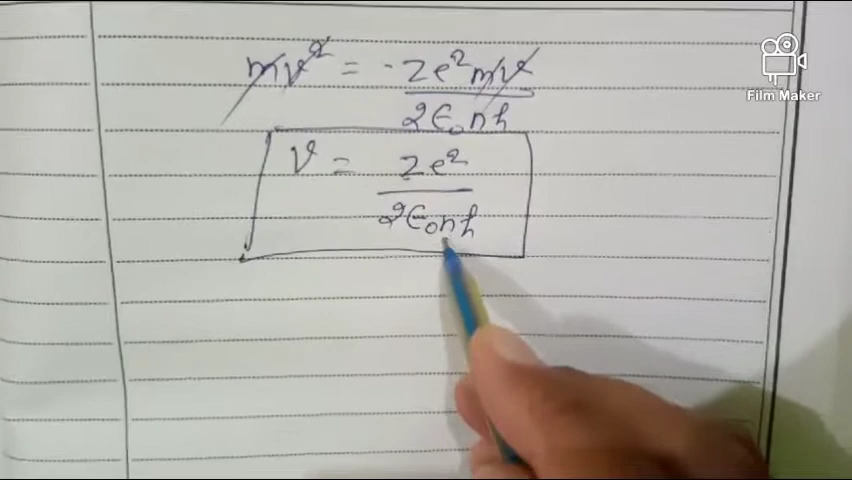 mv² = - Ze²mv / 2ϵ₀nh
v = Ze² / 2ϵ₀nh
Film Maker